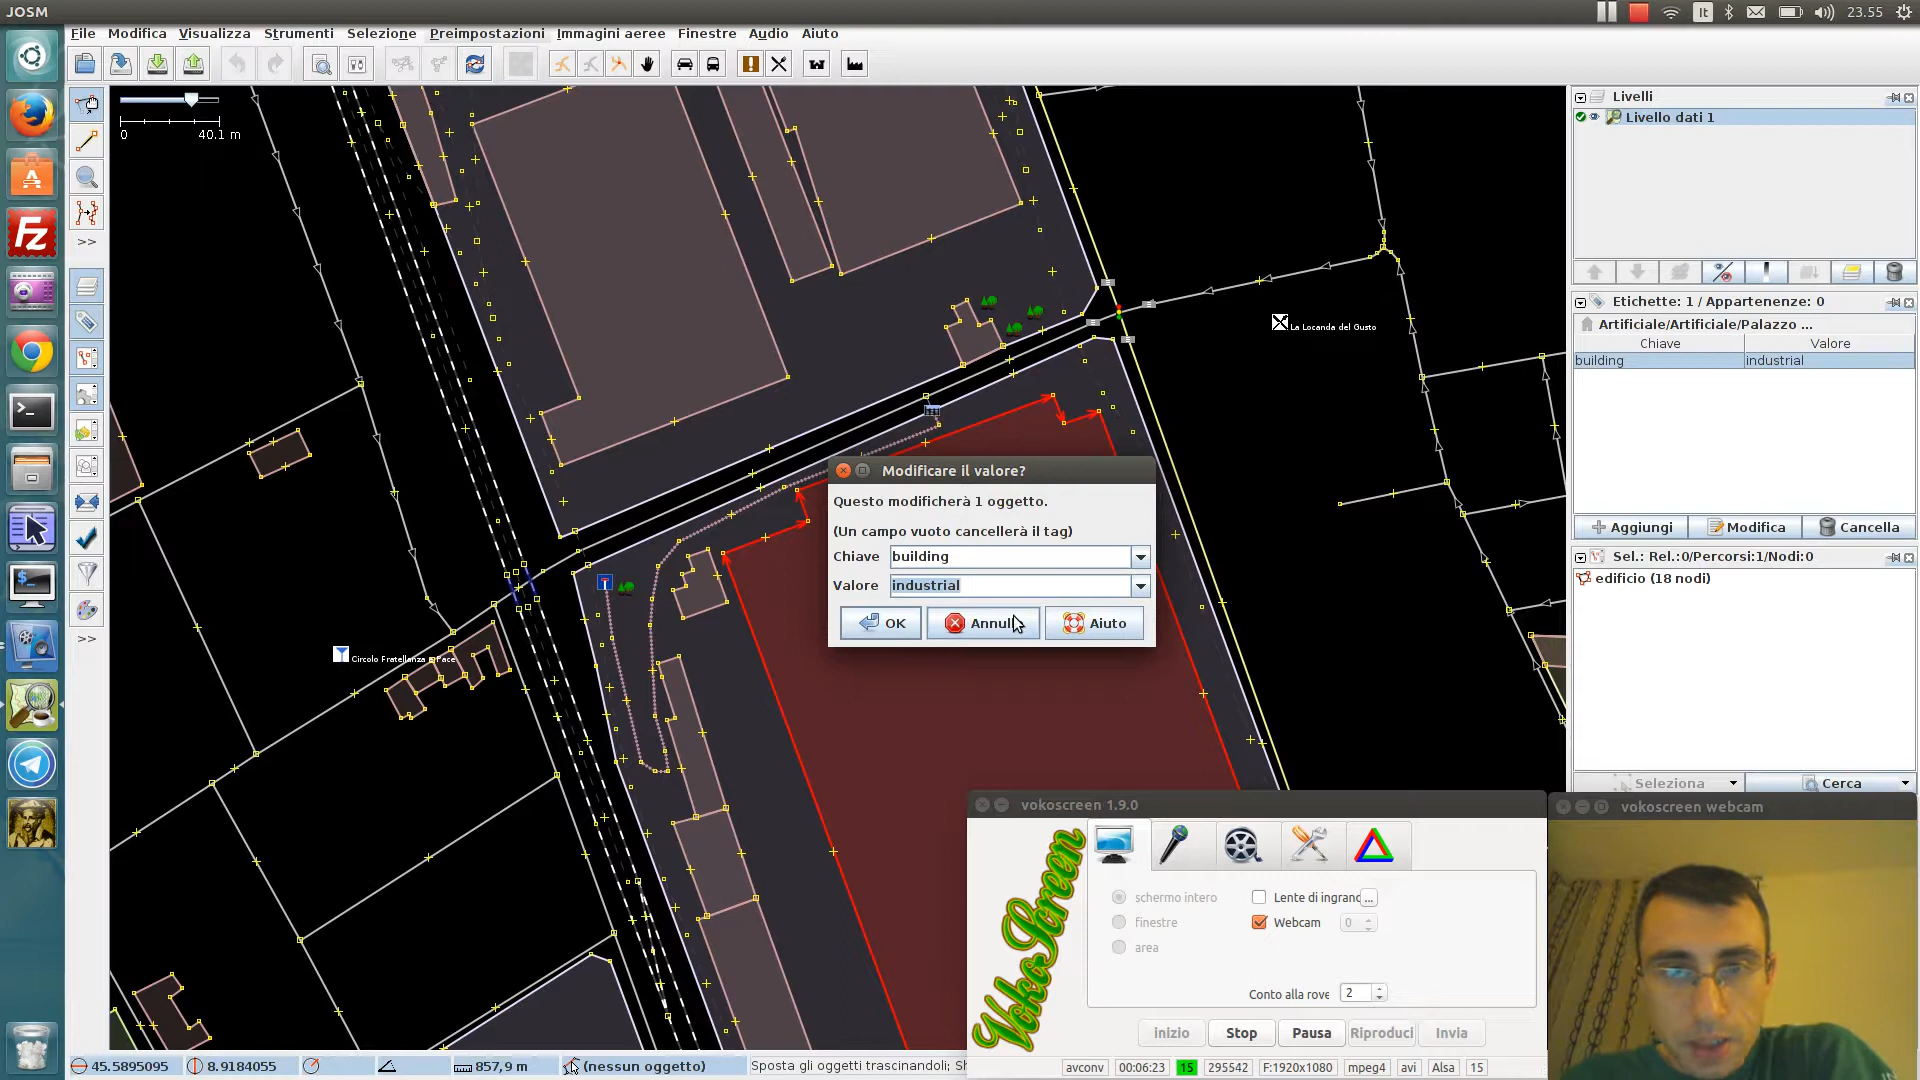 JOSM
It
23.55
File Modifica Visualizza Strumenti Selezione Preimpostazioni Immagini aeree Finestre Audio Aiuto
0 40.1 m
>>
>>
La Locanda del Gusto
Circolo Fratellanza e Pace
Livelli
Livello dati 1
Etichette: 1 / Appartenenze: 0
Artificiale/Artificiale/Palazzo ...
Chiave Valore
building industrial
Aggiungi Modifica Cancella
Sel.: Rel.:0/Percorsi:1/Nodi:0
edificio (18 nodi)
Seleziona Cerca
Modificare il valore?
Questo modificherà 1 oggetto.
(Un campo vuoto cancellerà il tag)
Chiave building
Valore industrial
OK Annulla Aiuto
vokoscreen 1.9.0
VokoScreen
schermo intero
finestre
area
Lente di ingranc ...
Webcam 0
Conto alla rove 2
inizio Stop Pausa Riproduci Invia
avconv 00:06:23 15 295542 F:1920x1080 mpeg4 avi Alsa 15
vokoscreen webcam
45.5895095 8.9184055 857,9 m (nessun oggetto) Sposta gli oggetti trascinandoli; Sh